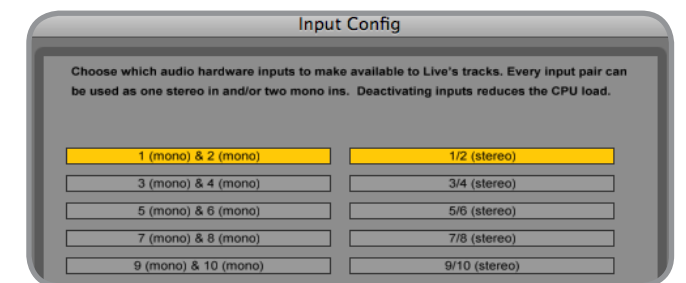 Input Config
Choose which audio hardware inputs to make available to Live's tracks. Every input pair can
be used as one stereo in and/or two mono ins. Deactivating inputs reduces the CPU load.
1 (mono) & 2 (mono) 1/2 (stereo)
3 (mono) & 4 (mono) 3/4 (stereo)
5 (mono) & 6 (mono) 5/6 (stereo)
7 (mono) & 8 (mono) 7/8 (stereo)
9 (mono) & 10 (mono) 9/10 (stereo)